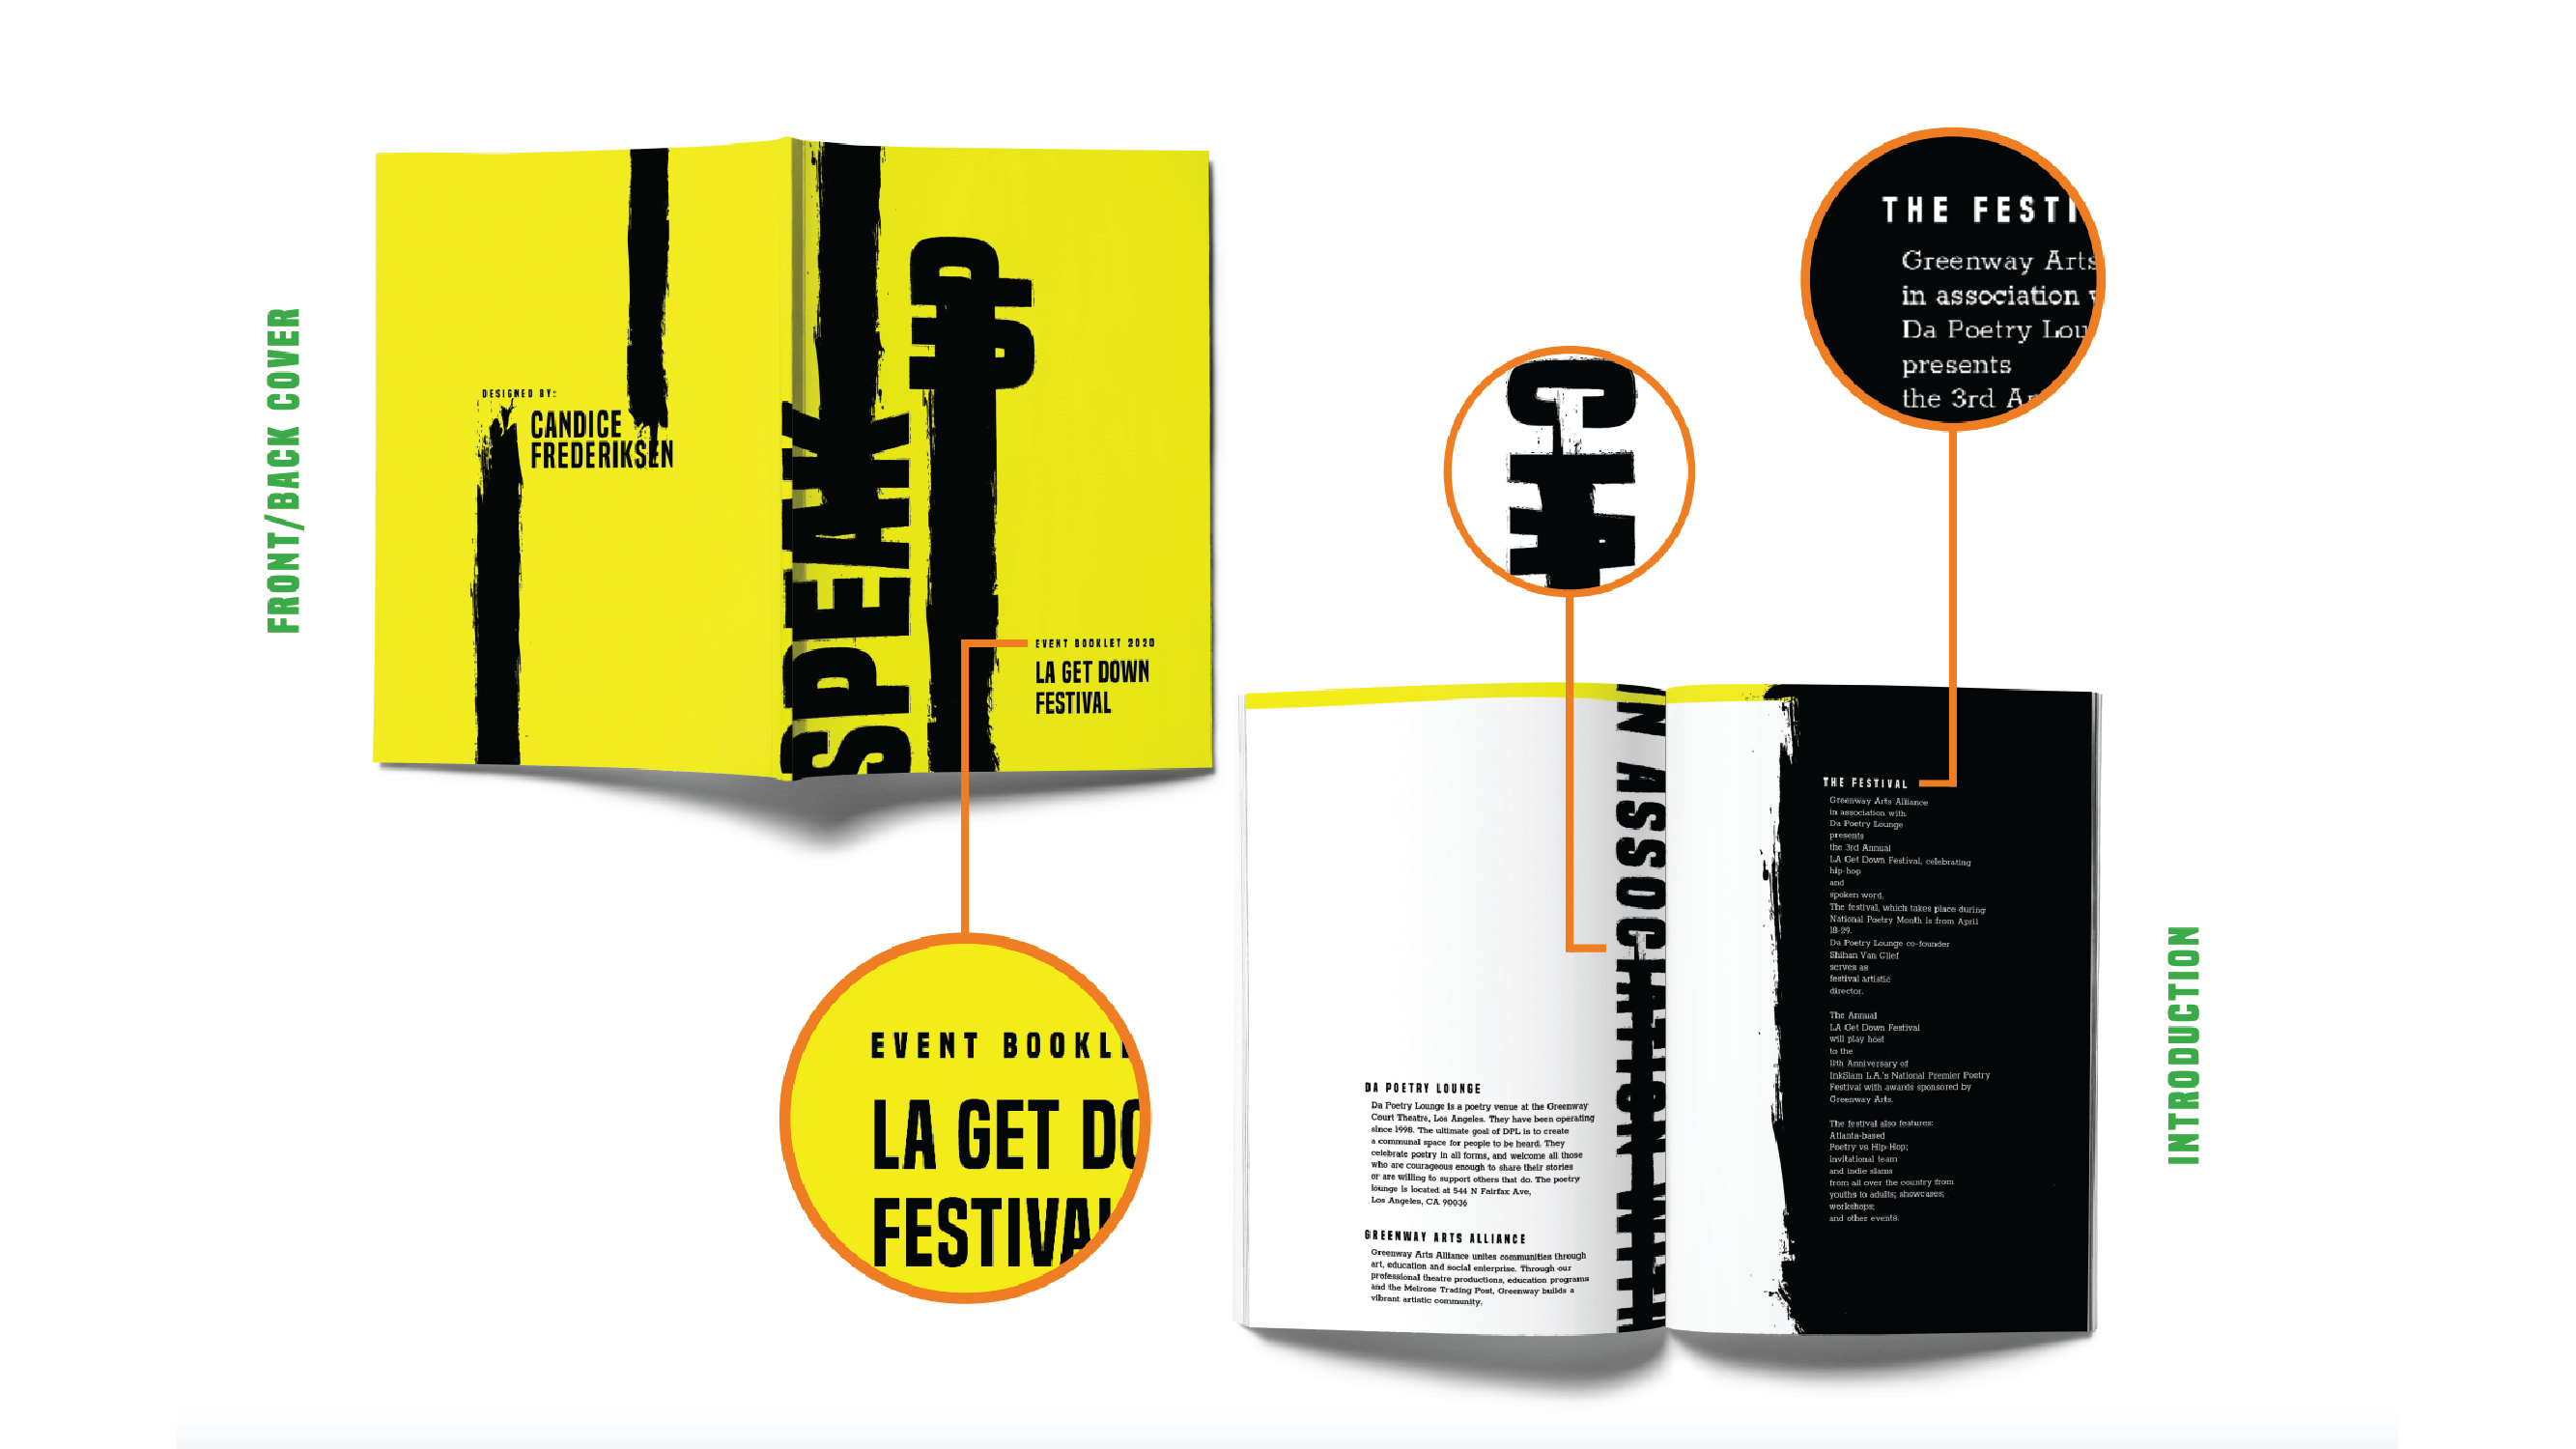 FRONT/BACK COVER
DESIGNED BY:
CANDICE
FREDERIKSEN
SPEAK
UP
EVENT BOOKLET 2020
LA GET DOWN
FESTIVAL
EVENT BOOKL
LA GET DO
FESTIVA
C I A
THE FESTI
Greenway Arts
in association
Da Poetry Lou
presents
the 3rd A
DA POETRY LOUNGE
Da Poetry Lounge is a poetry venue at the Greenway
Court Theatre, Los Angeles. They have been operating
since 1998. The ultimate goal of DPL is to create
a communal space for people to be heard. They
celebrate poetry in all forms, and welcome all those
who are courageous enough to share their stories
or are willing to support others that do. The poetry
lounge is located at 544 N Fairfax Ave,
Los Angeles, CA 90036
GREENWAY ARTS ALLIANCE
Greenway Arts Alliance unites communities through
art, education and social enterprise. Through our
professional theatre productions, education programs
and the Melrose Trading Post, Greenway builds a
vibrant artistic community.
IN ASSOCIATION WITH
THE FESTIVAL
Greenway Arts Alliance
in association with
Da Poetry Lounge
presents
the 3rd Annual
LA Get Down Festival, celebrating
hip-hop
and
spoken word.
The festival, which takes place during
National Poetry Month is from April
18-29.
Da Poetry Lounge co-founder
Shihan Van Clief
serves as
festival artistic
director.
The Annual
LA Get Down Festival
will play host
to the
11th Anniversary of
InkSlam L.A.'s National Premier Poetry
Festival with awards sponsored by
Greenway Arts.
The festival also features:
Atlanta-based
Poetry vs Hip-Hop;
invitational team
and indie slams
from all over the country from
youths to adults; showcases;
workshops;
and other events.
INTRODUCTION